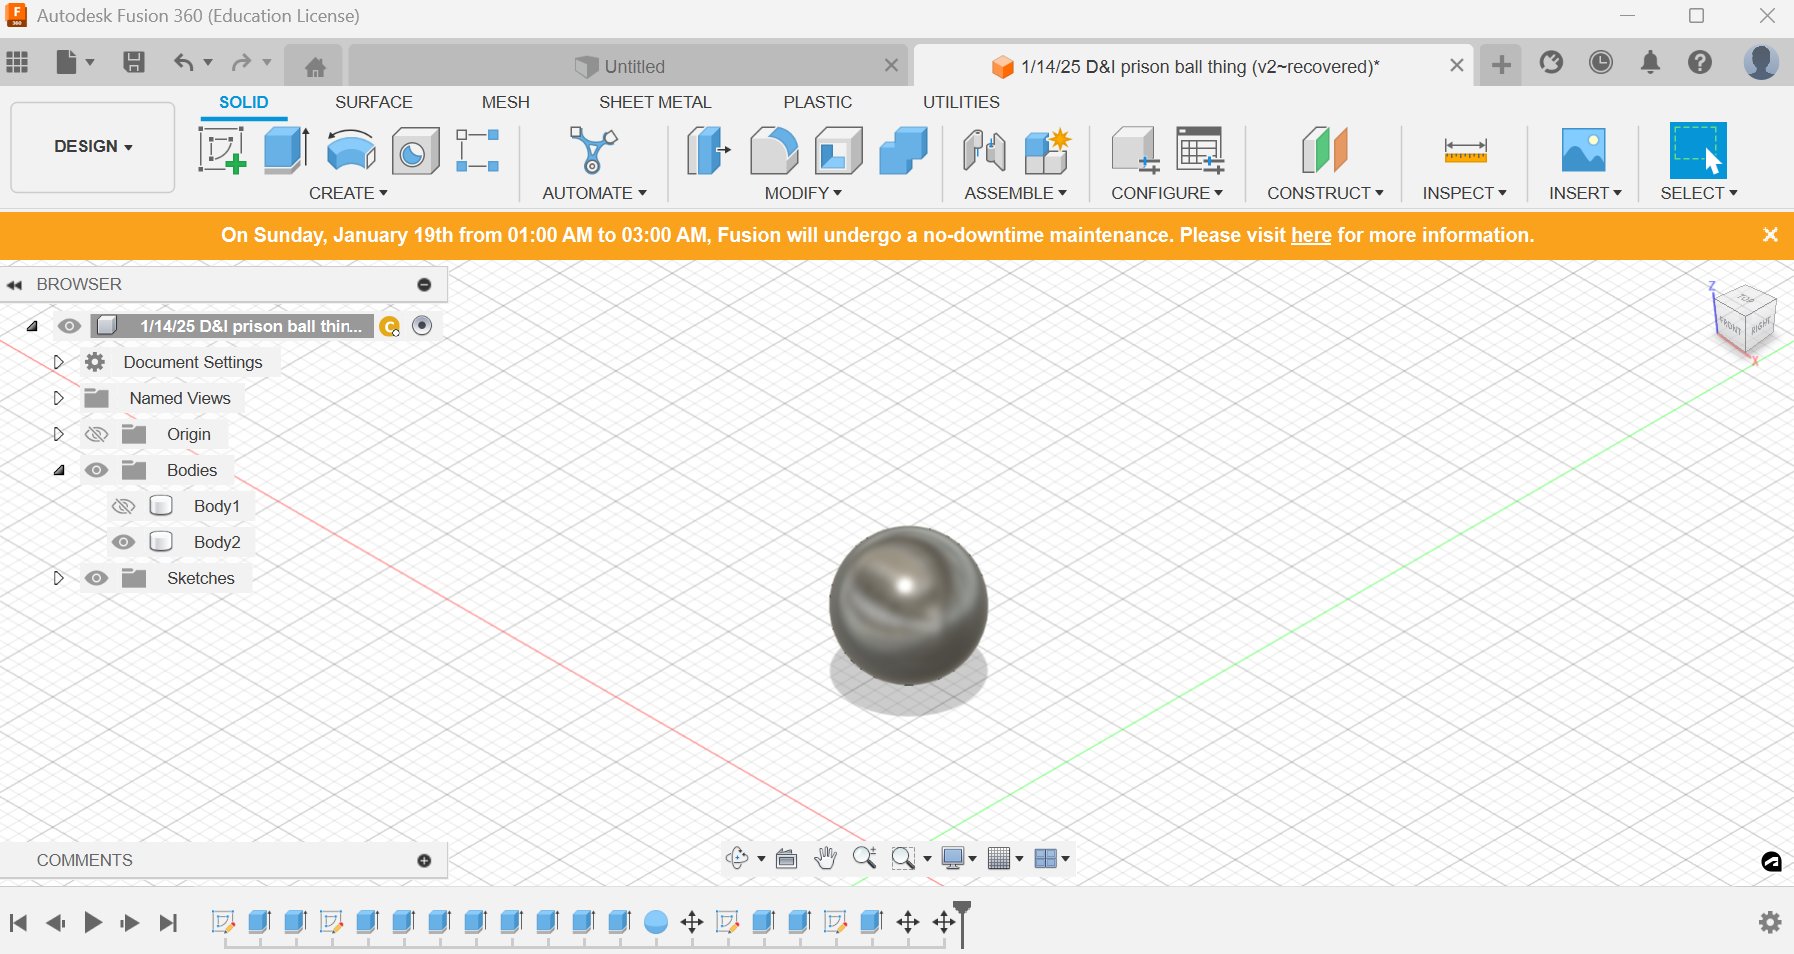 Autodesk Fusion 360 (Education License)
Untitled
1/14/25 D&I prison ball thing (v2~recovered)*
SOLID SURFACE MESH SHEET METAL PLASTIC UTILITIES
DESIGN
CREATE AUTOMATE MODIFY ASSEMBLE CONFIGURE CONSTRUCT INSPECT INSERT SELECT
On Sunday, January 19th from 01:00 AM to 03:00 AM, Fusion will undergo a no-downtime maintenance. Please visit here for more information.
BROWSER
1/14/25 D&I prison ball thin...
Document Settings
Named Views
Origin
Bodies
Body1
Body2
Sketches
Z
TOP
FRONT
RIGHT
X
COMMENTS